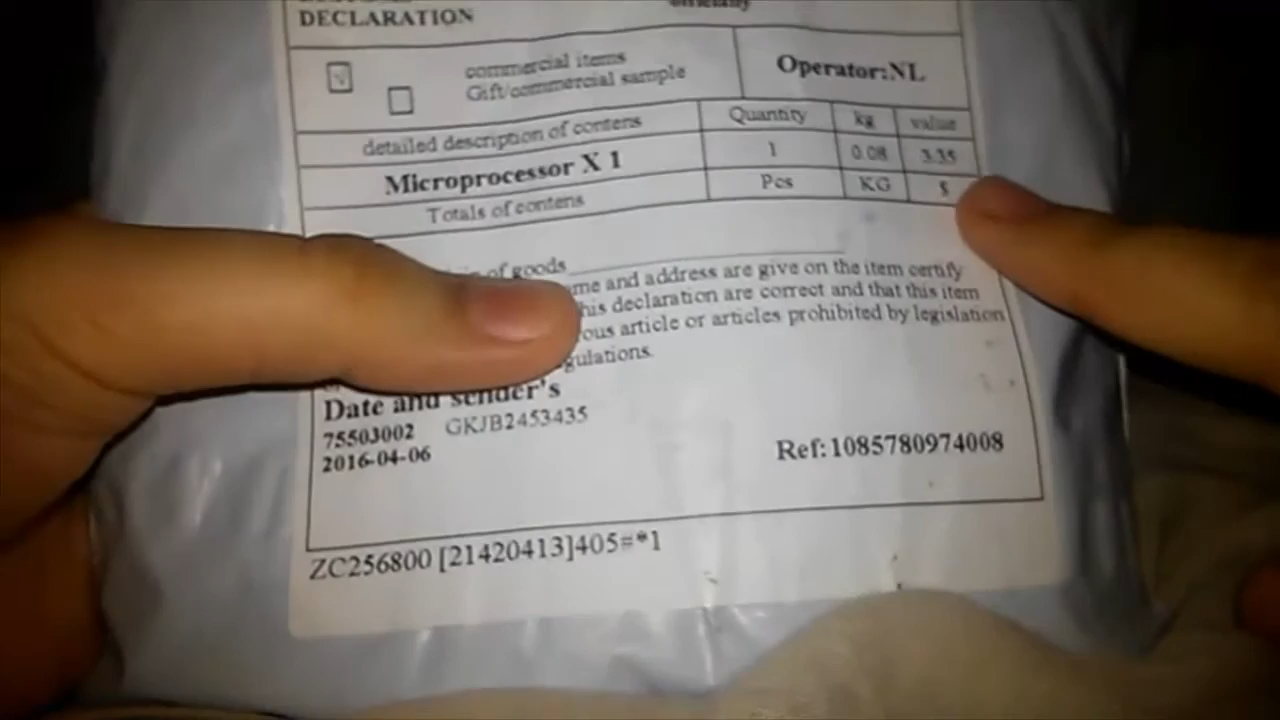 DECLARATION
commercial items
Gift/commercial sample
Operator:NL
detailed description of contens Quantity kg value
Microprocessor X 1 1 0.08 3.35
Totals of contens Pcs KG $
of goods
me and address are give on the item certify
his declaration are correct and that this item
ous article or articles prohibited by legislation
gulations.
Date and sender's
75503002 GKJB2453435
2016-04-06
Ref:1085780974008
ZC256800 [21420413]405=*1